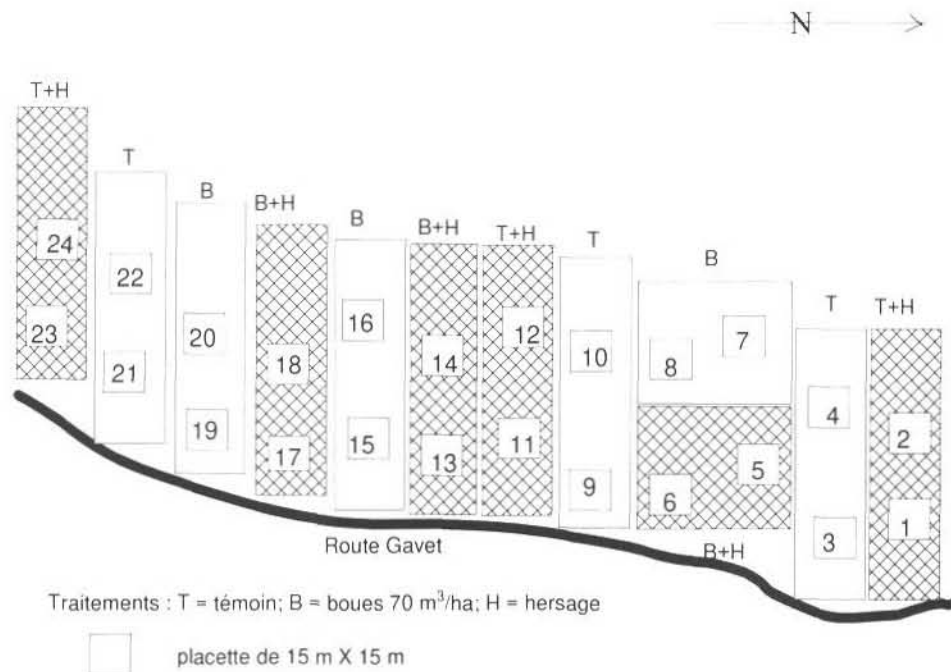 N
T+H
T
B
B+H
B
B+H
T+H
T
B
T
T+H
24
22
20
18
16
14
12
10
8
7
4
2
23
21
19
17
15
13
11
9
6
5
3
1
B+H
Route Gavet
Traitements : T = témoin; B = boues 70 m³/ha; H = hersage
placette de 15 m X 15 m